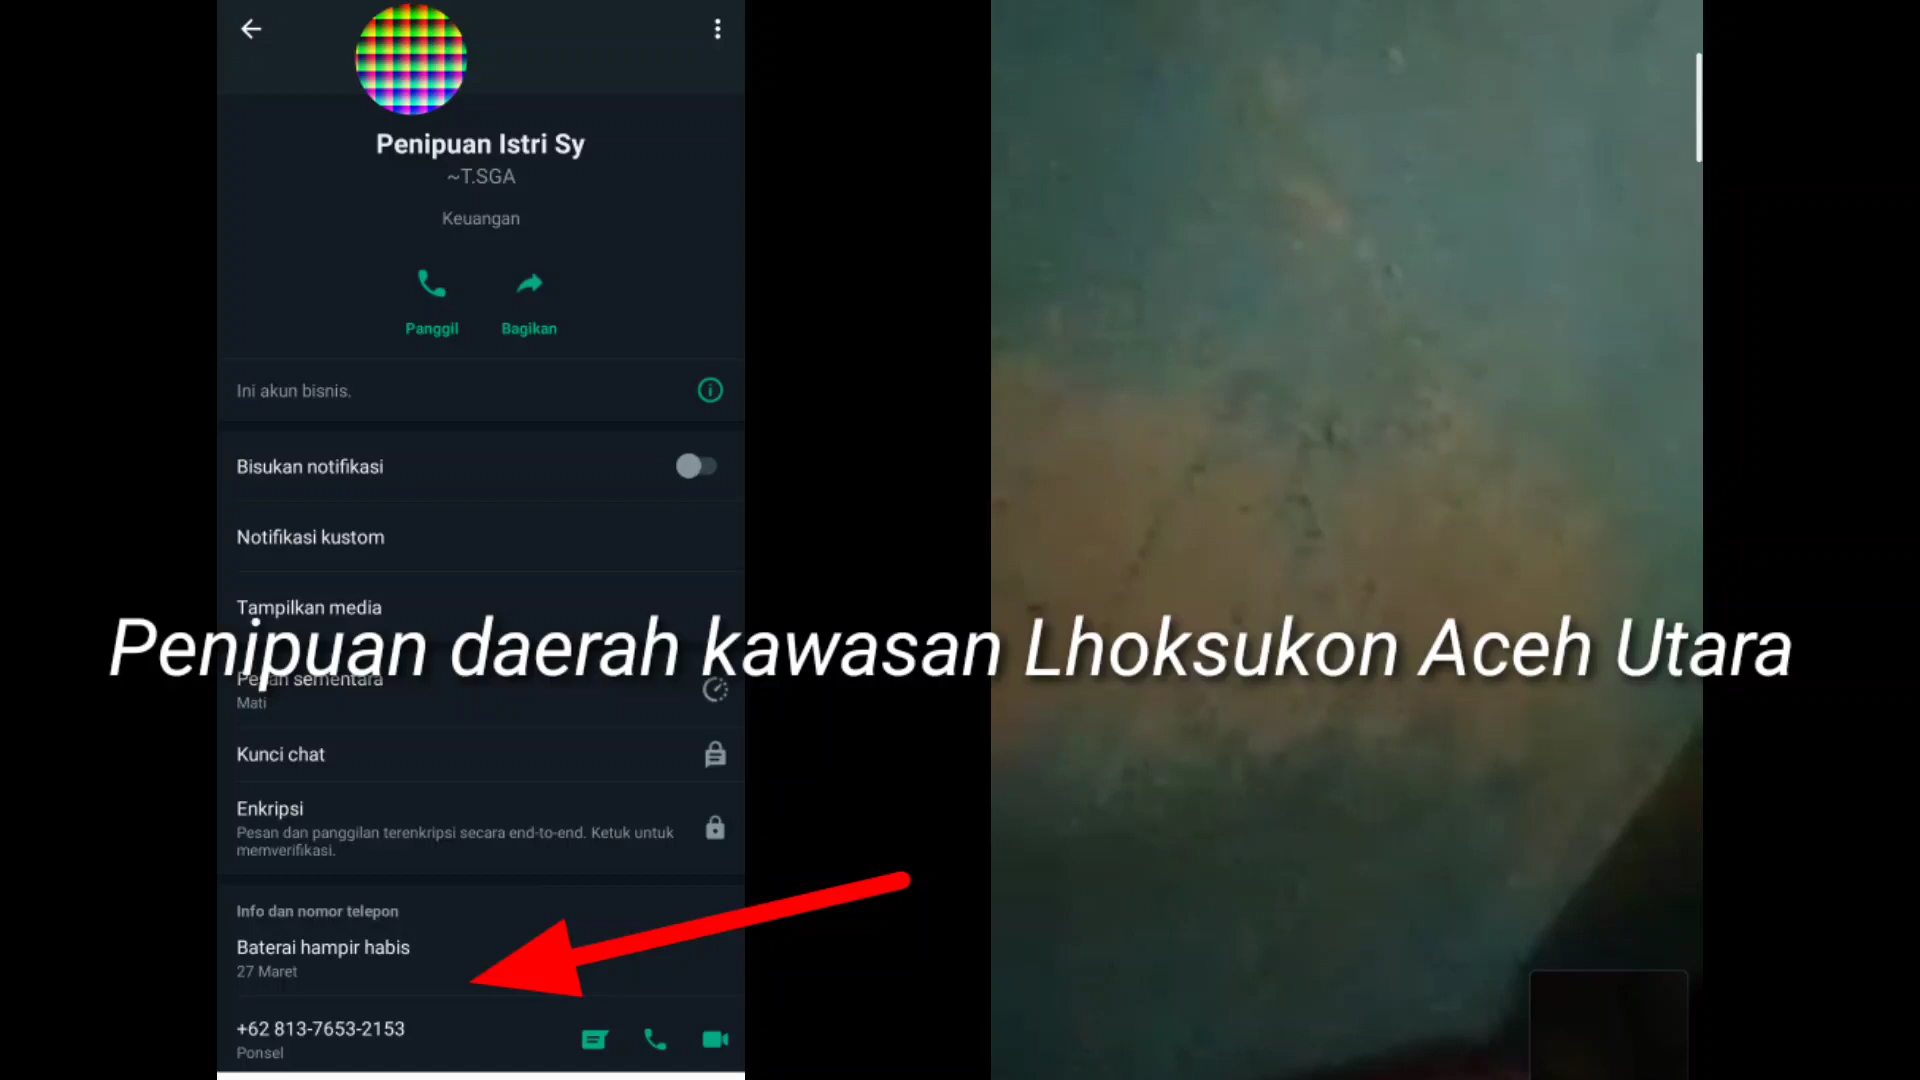 Penipuan Istri Sy
~T.SGA
Keuangan
Panggil
Bagikan
Ini akun bisnis.
Bisukan notifikasi
Notifikasi kustom
Tampilkan media
Penipuan daerah kawasan Lhoksukon Aceh Utara
Pesan sementara
Mati
Kunci chat
Enkripsi
Pesan dan panggilan terenkripsi secara end-to-end. Ketuk untuk
memverifikasi.
Info dan nomor telepon
Baterai hampir habis
27 Maret
+62 813-7653-2153
Ponsel